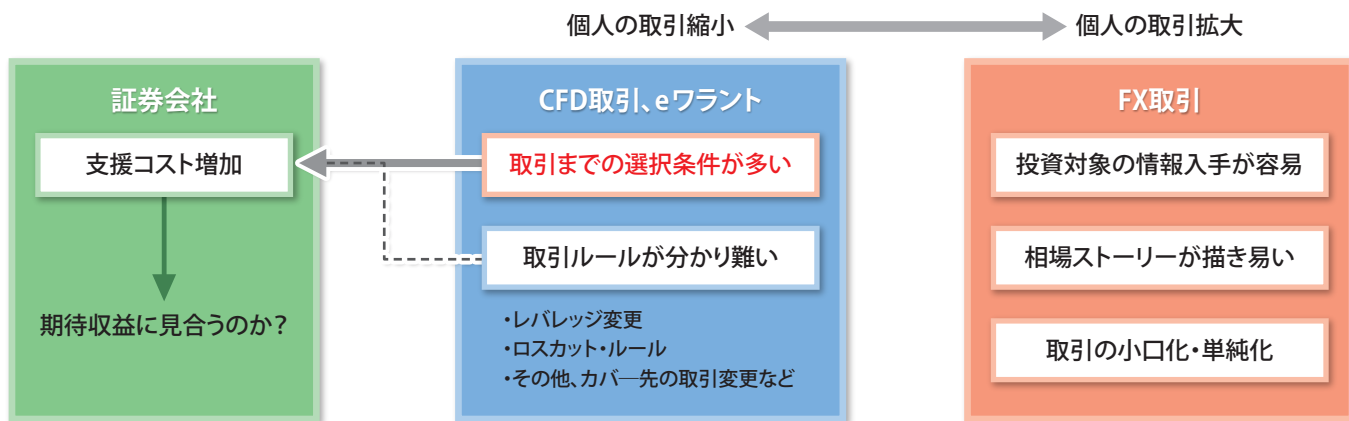 個人の取引縮小
個人の取引拡大
証券会社
支援コスト増加
期待収益に見合うのか?
CFD取引、eワラント
取引までの選択条件が多い
取引ルールが分かり難い
・レバレッジ変更
・ロスカット・ルール
・その他、カバ―先の取引変更など
FX取引
投資対象の情報入手が容易
相場ストーリーが描き易い
取引の小口化・単純化